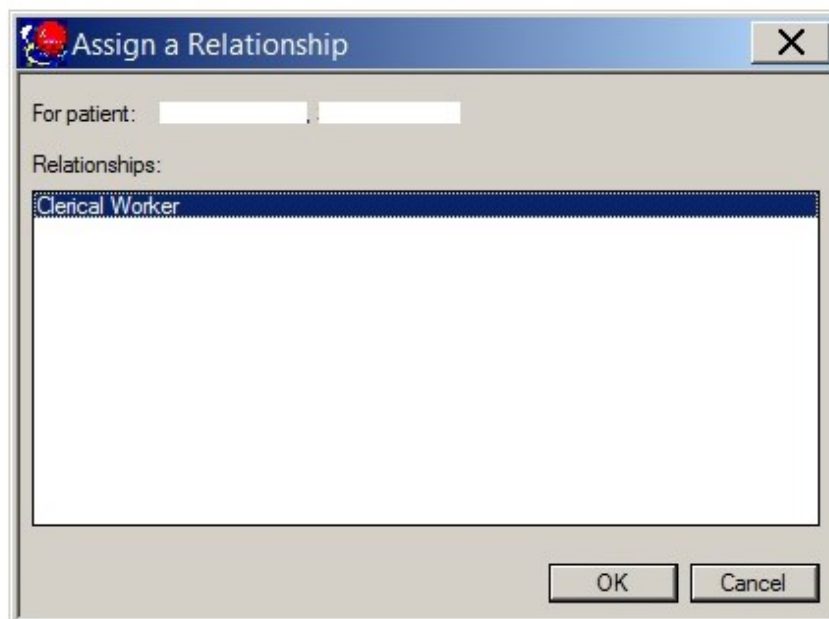 Assign a Relationship
For patient: ,
Relationships:
Clerical Worker
OK Cancel